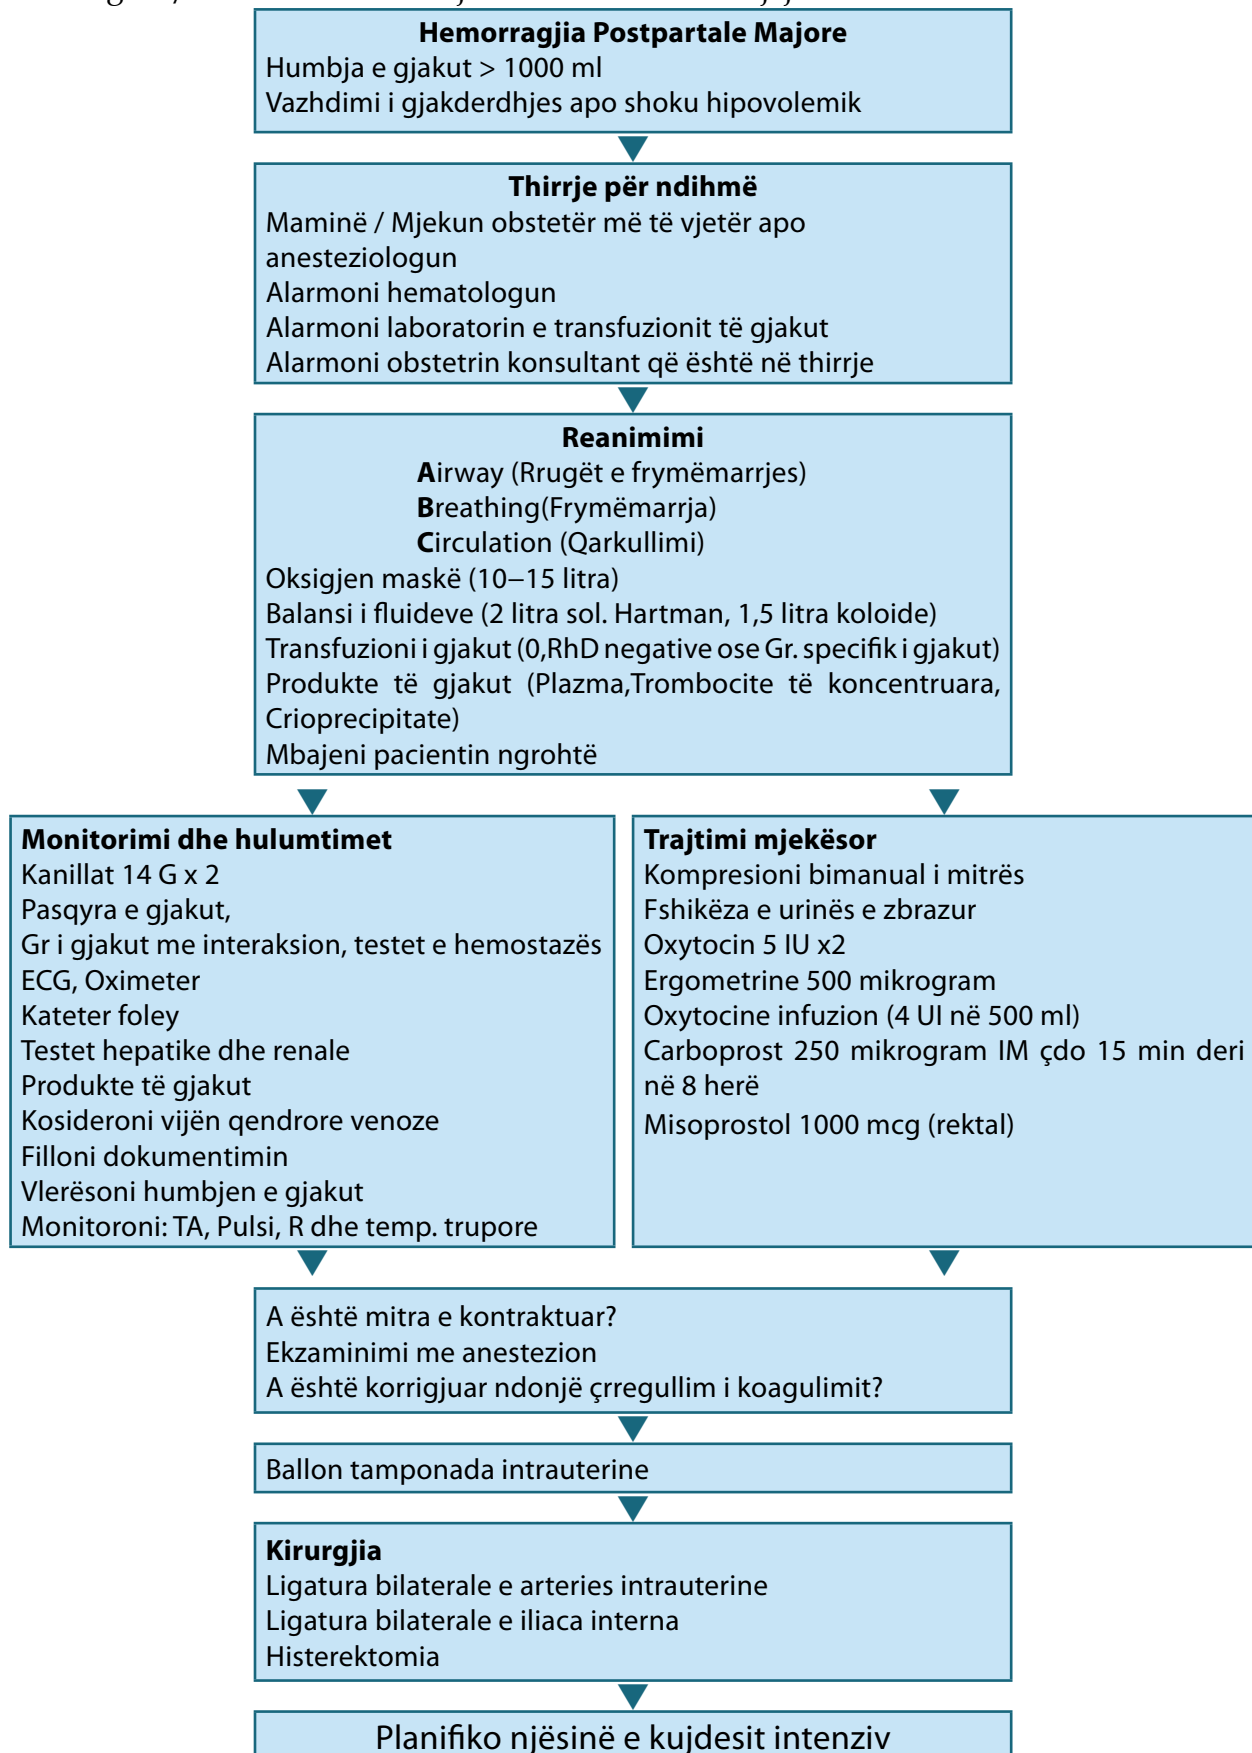 Hemorragjia Postpartale Majore
Humbja e gjakut > 1000 ml
Vazhdimi i gjakderdhjes apo shoku hipovolemik
Thirrje për ndihmë
Maminë / Mjekun obstetër më të vjetër apo
anesteziologun
Alarmoni hematologun
Alarmoni laboratorin e transfuzionit të gjakut
Alarmoni obstetrin konsultant që është në thirrje
Reanimimi
Airway (Rrugët e frymëmarrjes)
Breathing(Frymëmarrja)
Circulation (Qarkullimi)
Oksigjen maskë (10–15 litra)
Balansi i fluideve (2 litra sol. Hartman, 1,5 litra koloide)
Transfuzioni i gjakut (0,RhD negative ose Gr. specifik i gjakut)
Produkte të gjakut (Plazma,Trombocite të koncentruara,
Crioprecipitate)
Mbajeni pacientin ngrohtë
Monitorimi dhe hulumtimet
Kanillat 14 G x 2
Pasqyra e gjakut,
Gr i gjakut me interaksion, testet e hemostazës
ECG, Oximeter
Kateter foley
Testet hepatike dhe renale
Produkte të gjakut
Kosideroni vijën qendrore venoze
Filloni dokumentimin
Vlerësoni humbjen e gjakut
Monitoroni: TA, Pulsi, R dhe temp. trupore
Trajtimi mjekësor
Kompresioni bimanual i mitrës
Fshikëza e urinës e zbrazur
Oxytocin 5 IU x2
Ergometrine 500 mikrogram
Oxytocine infuzion (4 UI në 500 ml)
Carboprost 250 mikrogram IM çdo 15 min deri
në 8 herë
Misoprostol 1000 mcg (rektal)
A është mitra e kontraktuar?
Ekzaminimi me anestezion
A është korrigjuar ndonjë çrregullim i koagulimit?
Ballon tamponada intrauterine
Kirurgjia
Ligatura bilaterale e arteries intrauterine
Ligatura bilaterale e iliaca interna
Histerektomia
Planifiko njësinë e kujdesit intenziv